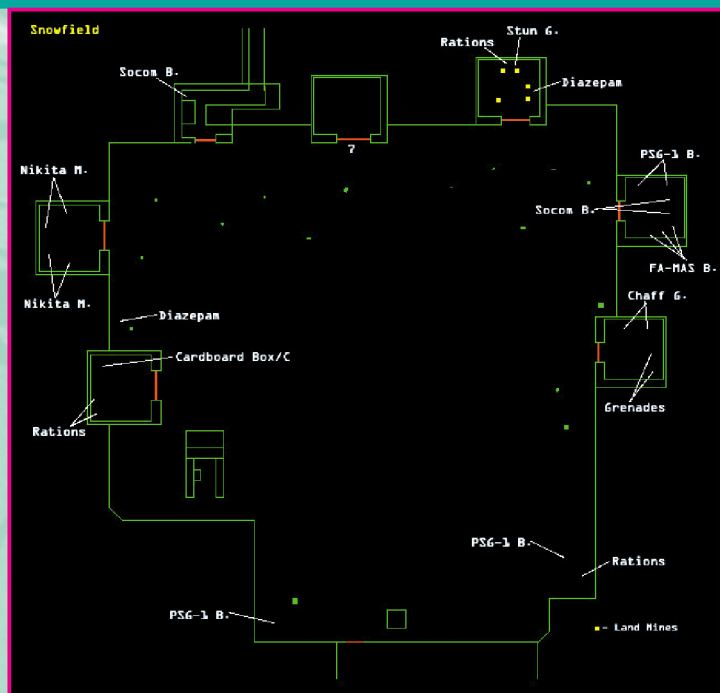 Snowfield
Stun G.
Rations
Socom B.
Diazepam
7
PSG-1 B.
Nikita M.
Socom B.
FA-MAS B.
Chaff G.
Nikita M.
Diazepam
Cardboard Box/C
Grenades
Rations
PSG-1 B.
Rations
PSG-1 B.
- Land Mines